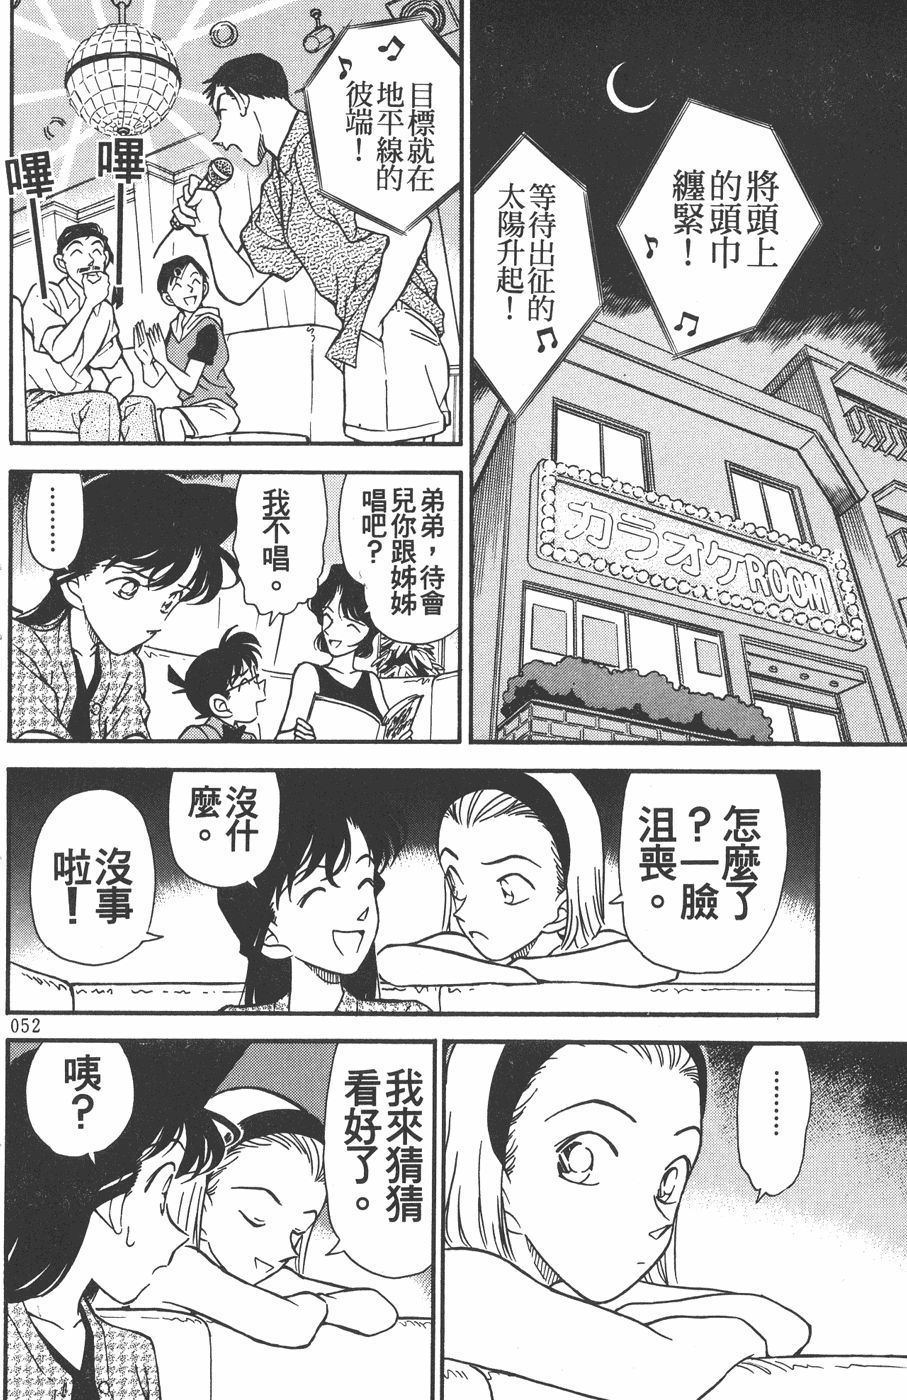 將頭上
的頭巾
纏緊！
等待出征的
太陽升起！
カラオケROOM
目標就在
地平線的
彼端！
嗶
嗶
弟弟，待會
兒你跟姊姊
唱吧？
我不唱。
………
怎麼了
？一臉
沮喪。
沒什
麼。
沒事
啦！
………
我來猜猜
看好了。
咦？
052